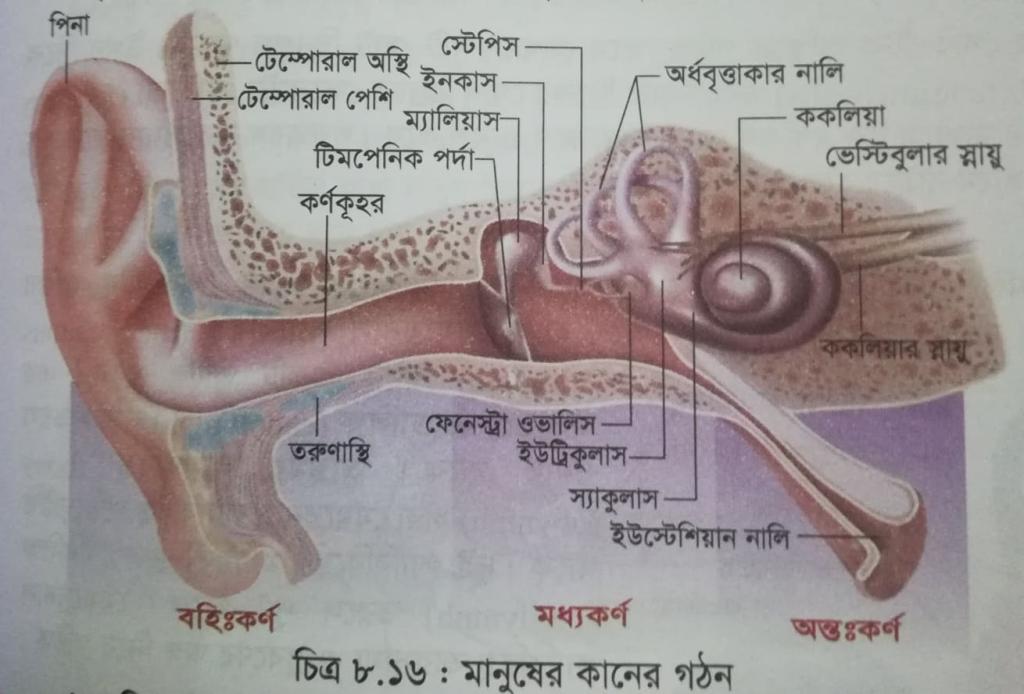 পিনা
টেম্পোরাল অস্থি
টেম্পোরাল পেশি
স্টেপিস
ইনকাস
ম্যালিয়াস
টিমপেনিক পর্দা
কর্ণকূহর
অর্ধবৃত্তাকার নালি
ককলিয়া
ভেস্টিবুলার স্নায়ু
ককলিয়ার স্নায়ু
তরুণাস্থি
ফেনেস্ট্রা ওভালিস
ইউট্রিকুলাস
স্যাকুলাস
ইউস্টেশিয়ান নালি
বহিঃকর্ণ
মধ্যকর্ণ
অন্তঃকর্ণ
চিত্র ৮.১৬ : মানুষের কানের গঠন